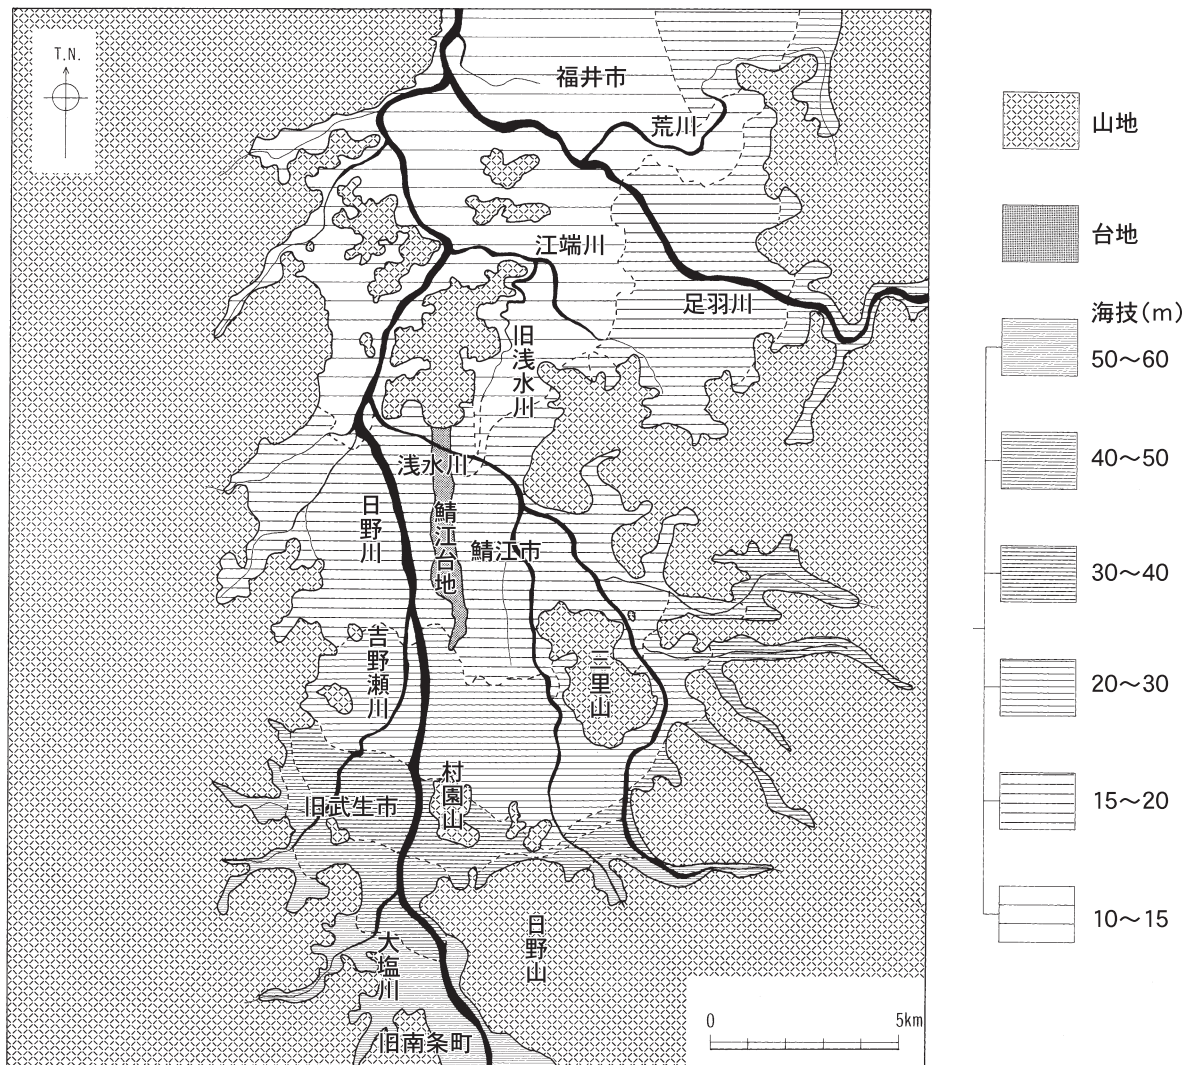 T.N.
福井市
荒川
江端川
足羽川
旧浅水川
浅水川
日野川
鯖江台地
鯖江市
吉野瀬川
三里山
村園山
旧武生市
日野山
大塩川
旧南条町
0 5km
山地
台地
海技(m)
50〜60
40〜50
30〜40
20〜30
15〜20
10〜15